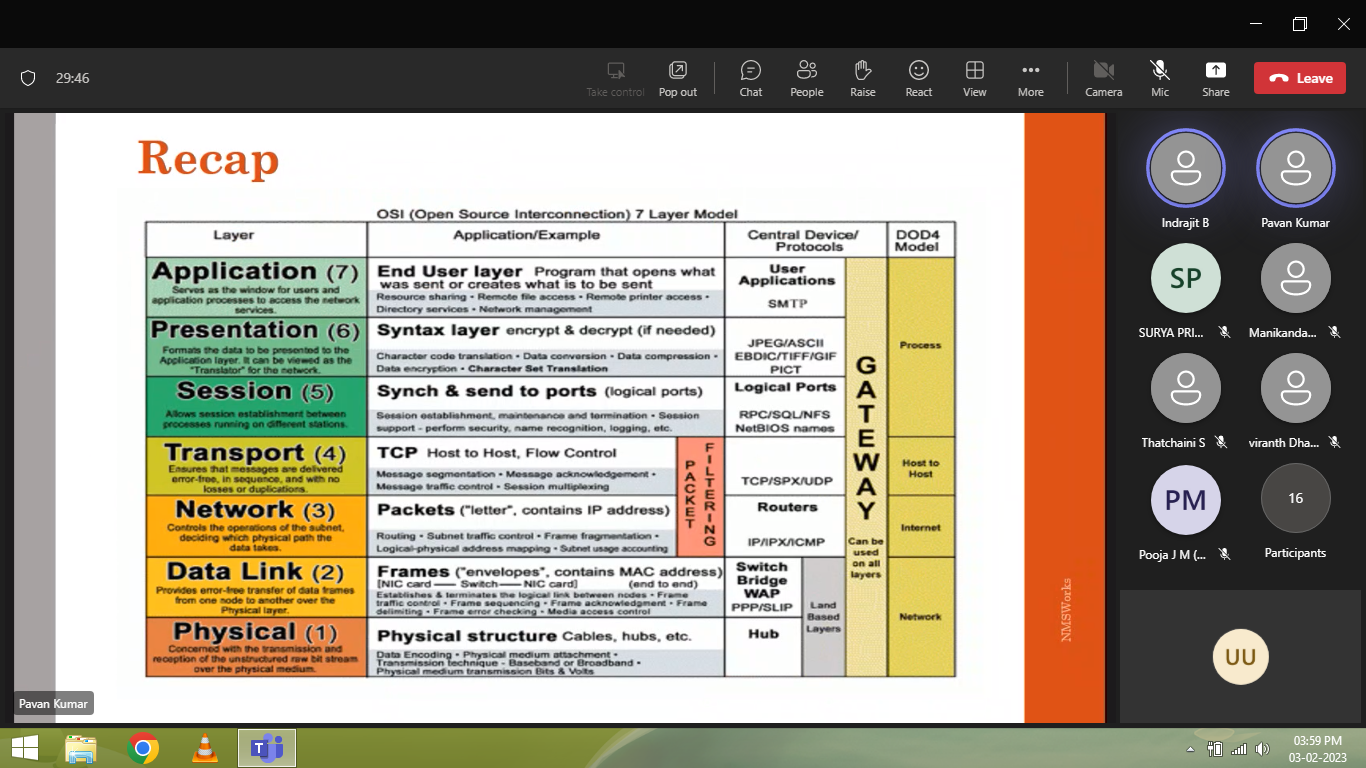 29:46
Take control
Pop out
Chat
People
Raise
React
View
More
Camera
Mic
Share
Leave
Recap
OSI (Open Source Interconnection) 7 Layer Model
Layer
Application/Example
Central Device/
Protocols
DOD4
Model
Application (7)
Serves as the window for users and
application processes to access the network
services.
End User layer Program that opens what
was sent or creates what is to be sent
Resource sharing • Remote file access • Remote printer access •
Directory services • Network management
User
Applications
SMTP
Presentation (6)
Formats the data to be presented to the
Application layer. It can be viewed as the
"Translator" for the network.
Syntax layer encrypt & decrypt (if needed)
Character code translation • Data conversion • Data compression •
Data encryption • Character Set Translation
JPEG/ASCII
EBDIC/TIFF/GIF
PICT
Process
Session (5)
Allows session establishment between
processes running on different stations.
Synch & send to ports (logical ports)
Session establishment, maintenance and termination • Session
support - perform security, name recognition, logging, etc.
Logical Ports
RPC/SQL/NFS
NetBIOS names
Transport (4)
Ensures that messages are delivered
error-free, in sequence, and with no
losses or duplications.
TCP Host to Host, Flow Control
Message segmentation • Message acknowledgement •
Message traffic control • Session multiplexing
PACKET
FILTERING
TCP/SPX/UDP
Host to
Host
Network (3)
Controls the operations of the subnet,
deciding which physical path the
data takes.
Packets ("letter", contains IP address)
Routing • Subnet traffic control • Frame fragmentation •
Logical-physical address mapping • Subnet usage accounting
Routers
IP/IPX/ICMP
Internet
GATEWAY
Can be
used
on all
layers
Data Link (2)
Provides error-free transfer of data frames
from one node to another over the
Physical layer.
Frames ("envelopes", contains MAC address)
[NIC card — Switch — NIC card] (end to end)
Establishes & terminates the logical link between nodes • Frame
traffic control • Frame sequencing • Frame acknowledgment • Frame
delimiting • Frame error checking • Media access control
Switch
Bridge
WAP
PPP/SLIP
Land
Based
Layers
Network
Physical (1)
Concerned with the transmission and
reception of the unstructured raw bit stream
over the physical medium.
Physical structure Cables, hubs, etc.
Data Encoding • Physical medium attachment •
Transmission technique - Baseband or Broadband •
Physical medium transmission Bits & Volts
Hub
NMSWorks
Pavan Kumar
Indrajit B
Pavan Kumar
SP
SURYA PRI...
Manikanda...
Thatchaini S
viranth Dha...
PM
Pooja J M (...
16
Participants
UU
T
03:59 PM
03-02-2023